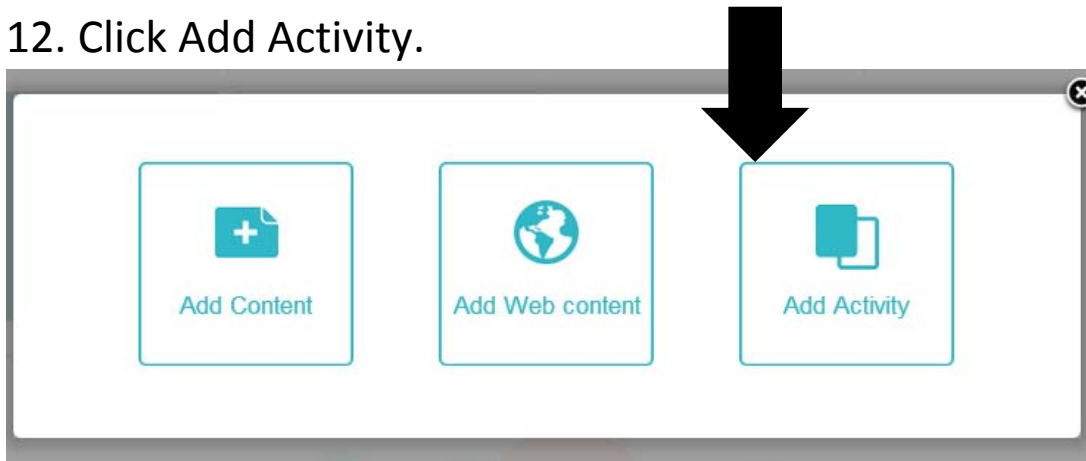 12. Click Add Activity.
Add Content
Add Web content
Add Activity